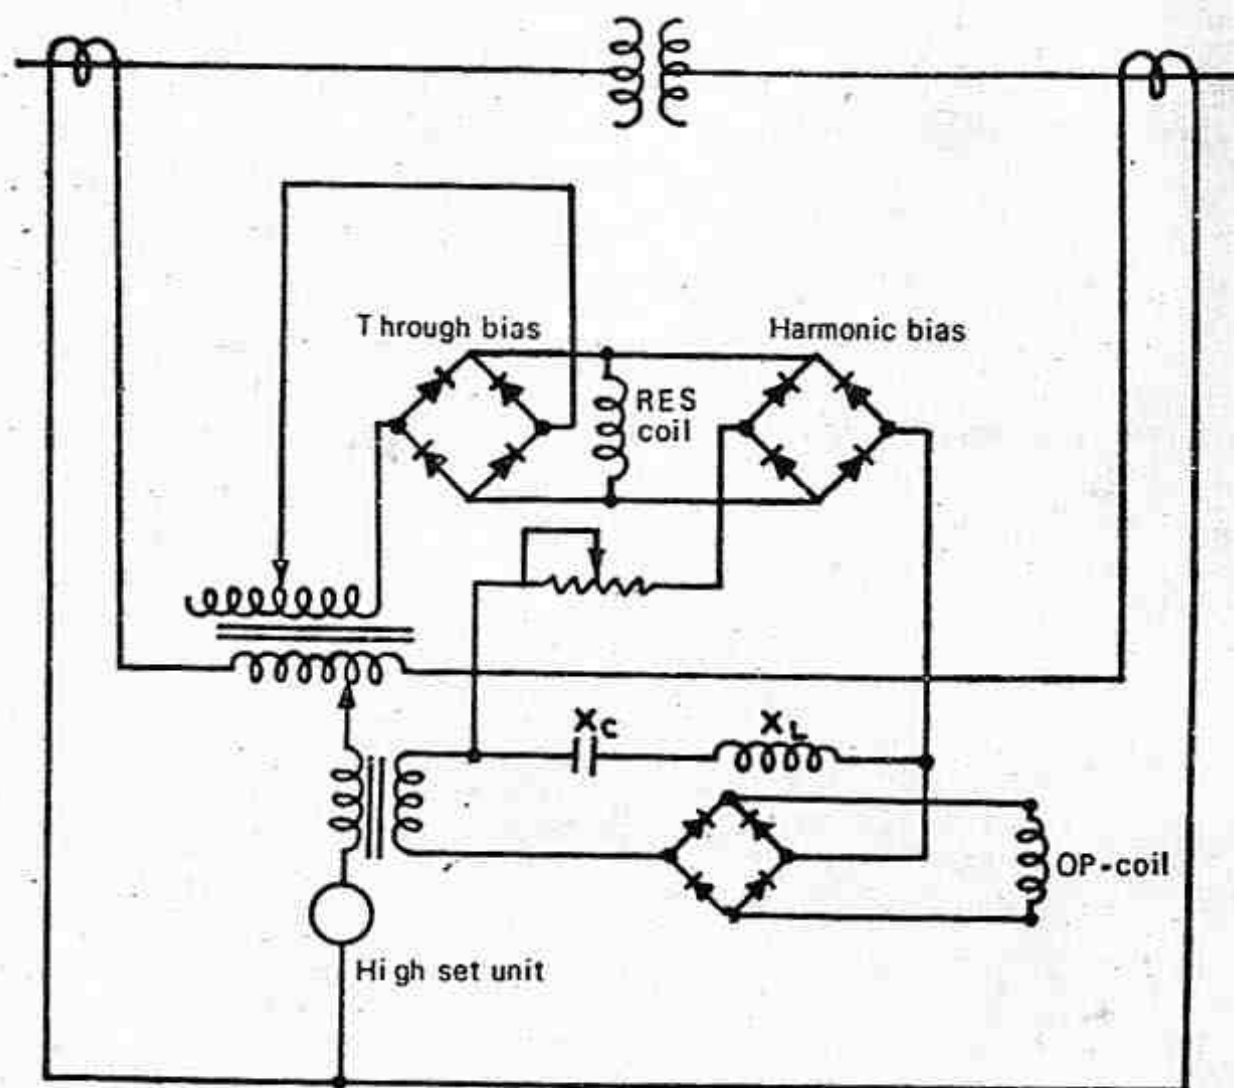 Through bias
Harmonic bias
RES
coil
Xc
XL
OP-coil
High set unit